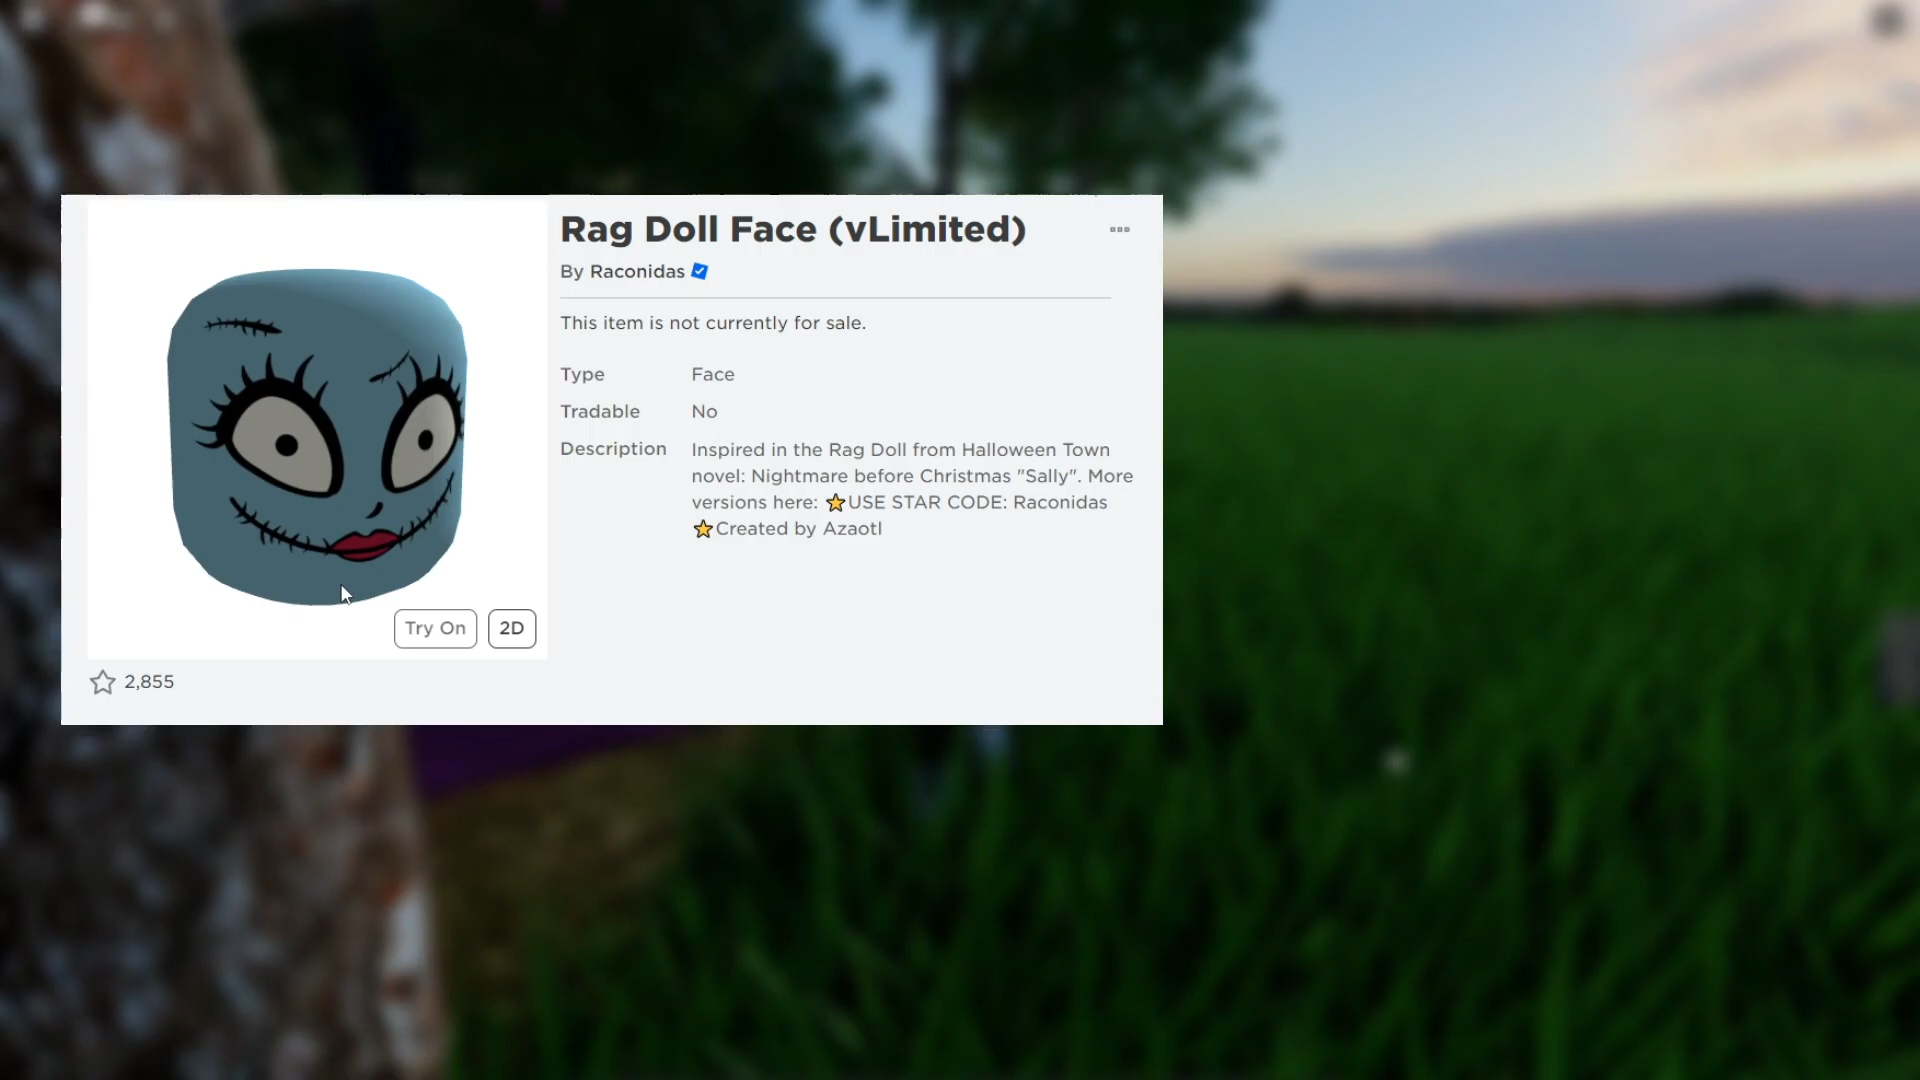 Rag Doll Face (vLimited)
By Raconidas
This item is not currently for sale.
Type Face
Tradable No
Description Inspired in the Rag Doll from Halloween Town
novel: Nightmare before Christmas "Sally". More
versions here: ⭐USE STAR CODE: Raconidas
⭐Created by Azaotl
Try On 2D
2,855